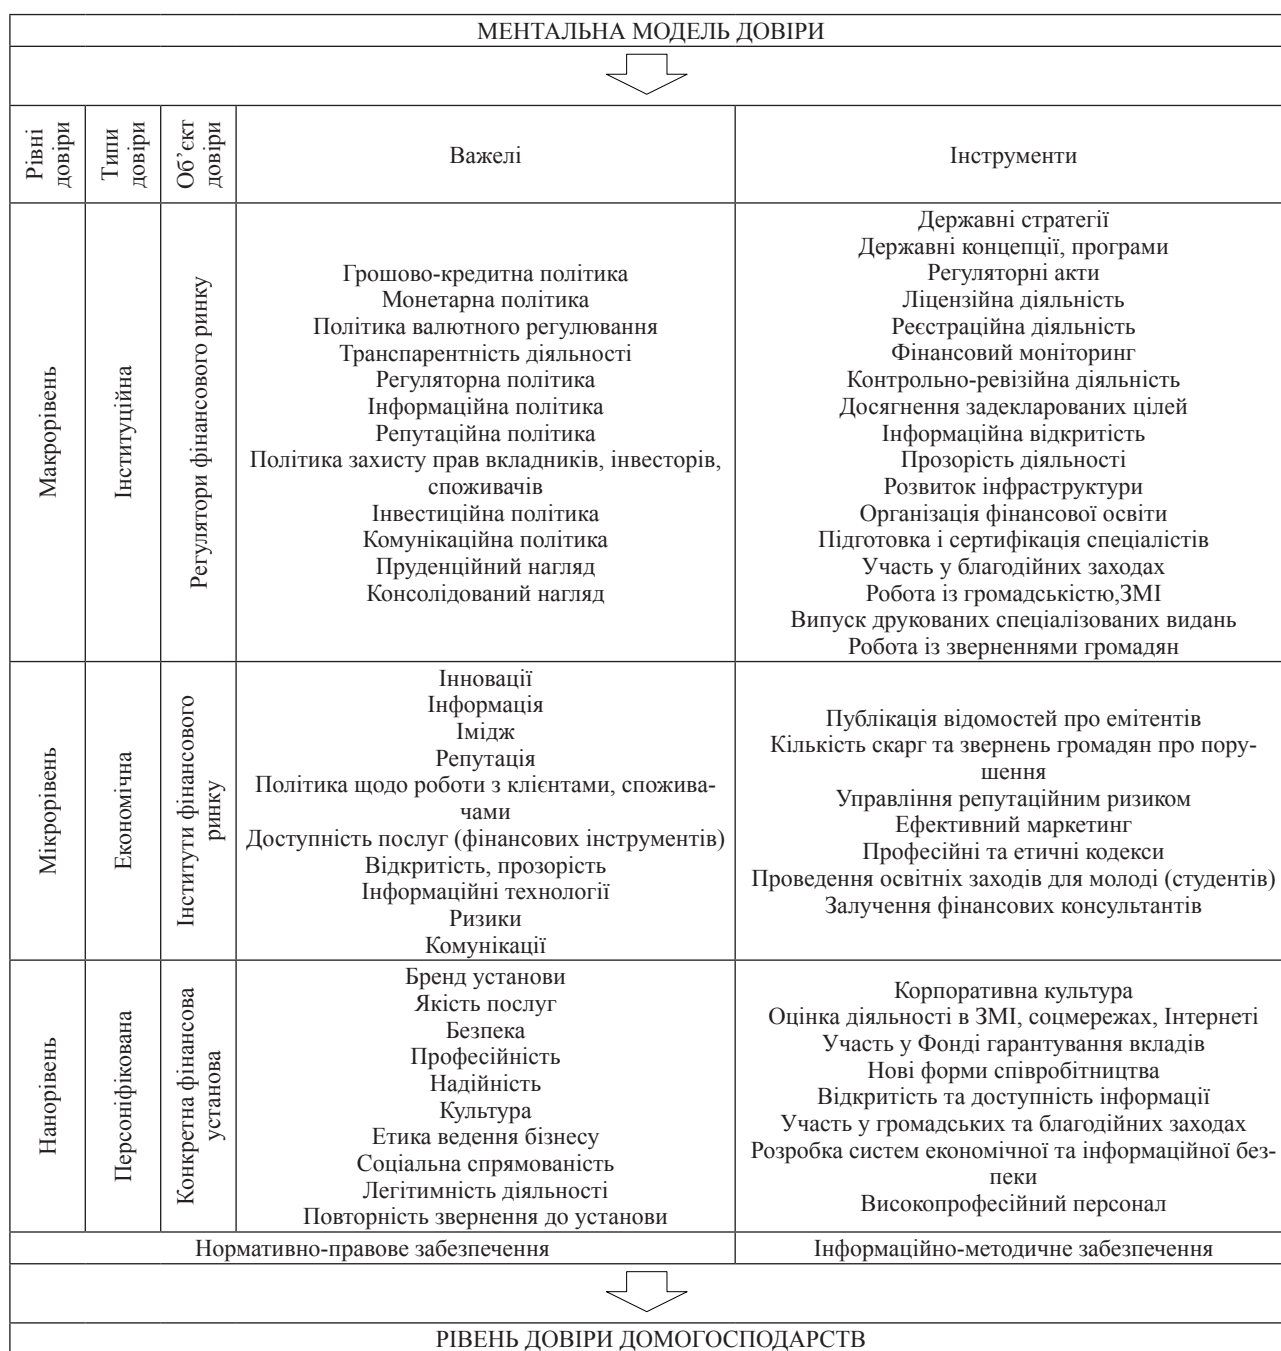 МЕНТАЛЬНА МОДЕЛЬ ДОВІРИ
Рівні
довіри
Типи
довіри
Об’єкт
довіри
Важелі
Інструменти
Макрорівень
Інституційна
Регулятори фінансового ринку
Грошово-кредитна політика
Монетарна політика
Політика валютного регулювання
Транспарентність діяльності
Регуляторна політика
Інформаційна політика
Репутаційна політика
Політика захисту прав вкладників, інвесторів,
споживачів
Інвестиційна політика
Комунікаційна політика
Пруденційний нагляд
Консолідований нагляд
Державні стратегії
Державні концепції, програми
Регуляторні акти
Ліцензійна діяльність
Реєстраційна діяльність
Фінансовий моніторинг
Контрольно-ревізійна діяльність
Досягнення задекларованих цілей
Інформаційна відкритість
Прозорість діяльності
Розвиток інфраструктури
Організація фінансової освіти
Підготовка і сертифікація спеціалістів
Участь у благодійних заходах
Робота із громадськістю,ЗМІ
Випуск друкованих спеціалізованих видань
Робота із зверненнями громадян
Мікрорівень
Економічна
Інститути фінансового
ринку
Інновації
Інформація
Імідж
Репутація
Політика щодо роботи з клієнтами, спожива-
чами
Доступність послуг (фінансових інструментів)
Відкритість, прозорість
Інформаційні технології
Ризики
Комунікації
Публікація відомостей про емітентів
Кількість скарг та звернень громадян про пору-
шення
Управління репутаційним ризиком
Ефективний маркетинг
Професійні та етичні кодекси
Проведення освітніх заходів для молоді (студентів)
Залучення фінансових консультантів
Нанорівень
Персоніфікована
Конкретна фінансова
установа
Бренд установи
Якість послуг
Безпека
Професійність
Надійність
Культура
Етика ведення бізнесу
Соціальна спрямованість
Легітимність діяльності
Повторність звернення до установи
Корпоративна культура
Оцінка діяльності в ЗМІ, соцмережах, Інтернеті
Участь у Фонді гарантування вкладів
Нові форми співробітництва
Відкритість та доступність інформації
Участь у громадських та благодійних заходах
Розробка систем економічної та інформаційної без-
пеки
Високопрофесійний персонал
Нормативно-правове забезпечення
Інформаційно-методичне забезпечення
РІВЕНЬ ДОВІРИ ДОМОГОСПОДАРСТВ